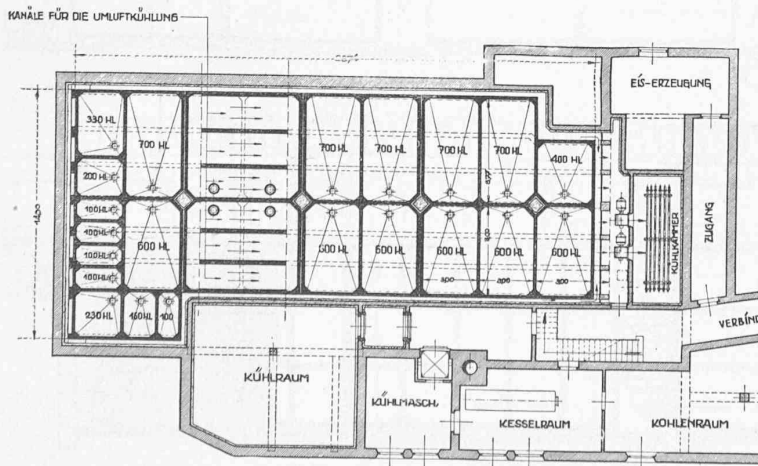 KANÄLE FÜR DIE UMLUFTKÜHLUNG
EIS-ERZEUGUNG
330 HL
700 HL
700 HL
700 HL
700 HL
700 HL
400 HL
200 HL
100 HL
100 HL
100 HL
100 HL
600 HL
600 HL
600 HL
600 HL
600 HL
600 HL
KÜHLKAMMER
ZUGANG
230 HL
150 HL
100
VERBIND
KÜHLRAUM
KÜHLMASCH.
KESSELRAUM
KOHLENRAUM